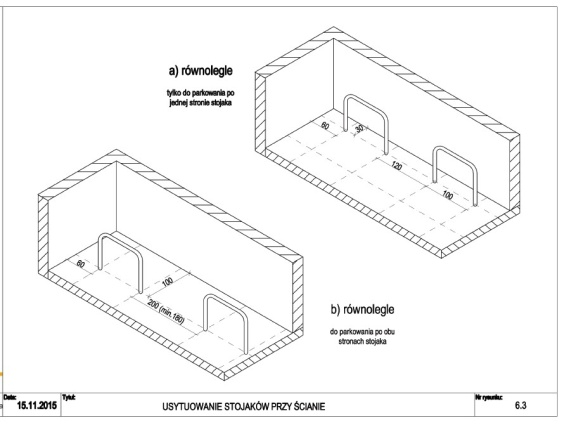 a) równolegle
tylko do parkowania po
jednej stronie stojaka
60
30
120
100
60
100
200 (min.180)
b) równolegle
do parkowania po obu
stronach stojaka
Data:
15.11.2015
Tytuł:
USYTUOWANIE STOJAKÓW PRZY ŚCIANIE
Nr rysunku:
6.3